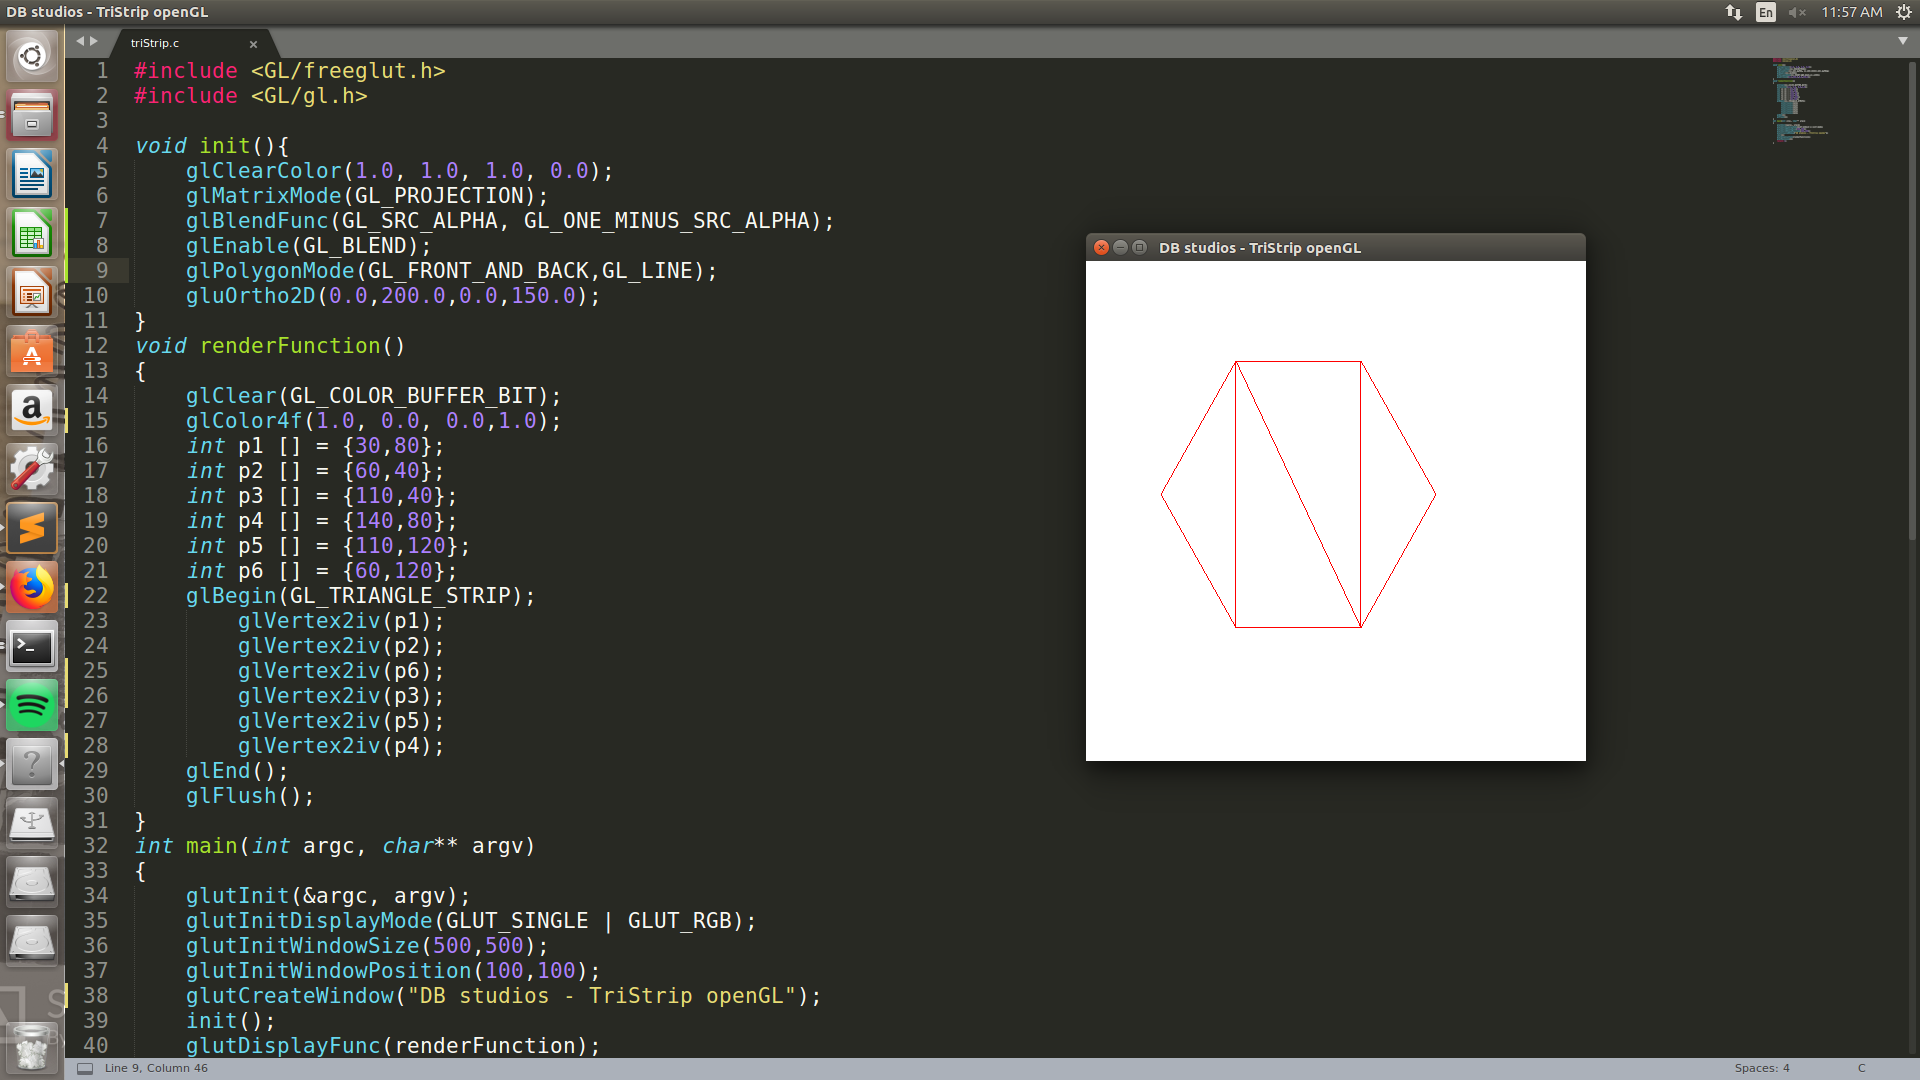 DB studios - TriStrip openGL
En
11:57 AM
triStrip.c
1 #include <GL/freeglut.h>
2 #include <GL/gl.h>
3
4 void init(){
5 glClearColor(1.0, 1.0, 1.0, 0.0);
6 glMatrixMode(GL_PROJECTION);
7 glBlendFunc(GL_SRC_ALPHA, GL_ONE_MINUS_SRC_ALPHA);
8 glEnable(GL_BLEND);
9 glPolygonMode(GL_FRONT_AND_BACK,GL_LINE);
10 gluOrtho2D(0.0,200.0,0.0,150.0);
11 }
12 void renderFunction()
13 {
14 glClear(GL_COLOR_BUFFER_BIT);
15 glColor4f(1.0, 0.0, 0.0,1.0);
16 int p1 [] = {30,80};
17 int p2 [] = {60,40};
18 int p3 [] = {110,40};
19 int p4 [] = {140,80};
20 int p5 [] = {110,120};
21 int p6 [] = {60,120};
22 glBegin(GL_TRIANGLE_STRIP);
23 glVertex2iv(p1);
24 glVertex2iv(p2);
25 glVertex2iv(p6);
26 glVertex2iv(p3);
27 glVertex2iv(p5);
28 glVertex2iv(p4);
29 glEnd();
30 glFlush();
31 }
32 int main(int argc, char** argv)
33 {
34 glutInit(&argc, argv);
35 glutInitDisplayMode(GLUT_SINGLE | GLUT_RGB);
36 glutInitWindowSize(500,500);
37 glutInitWindowPosition(100,100);
38 glutCreateWindow("DB studios - TriStrip openGL");
39 init();
40 glutDisplayFunc(renderFunction);
DB studios - TriStrip openGL
Line 9, Column 46
Spaces: 4
C